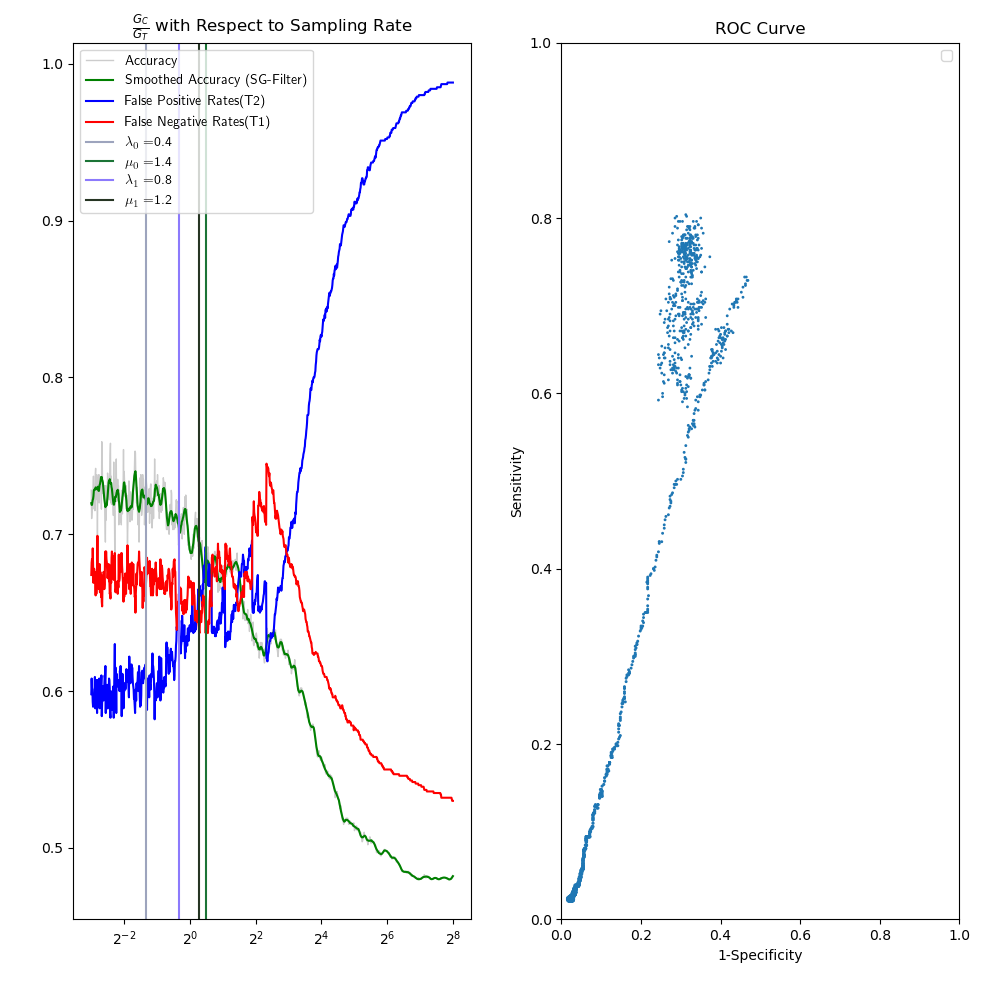 G_C/G_T with Respect to Sampling Rate
1.0
0.9
0.8
0.7
0.6
0.5
2^-2
2^0
2^2
2^4
2^6
2^8
Accuracy
Smoothed Accuracy (SG-Filter)
False Positive Rates(T2)
False Negative Rates(T1)
λ_0 =0.4
μ_0 =1.4
λ_1 =0.8
μ_1 =1.2
ROC Curve
Sensitivity
1.0
0.8
0.6
0.4
0.2
0.0
0.0
0.2
0.4
0.6
0.8
1.0
1-Specificity